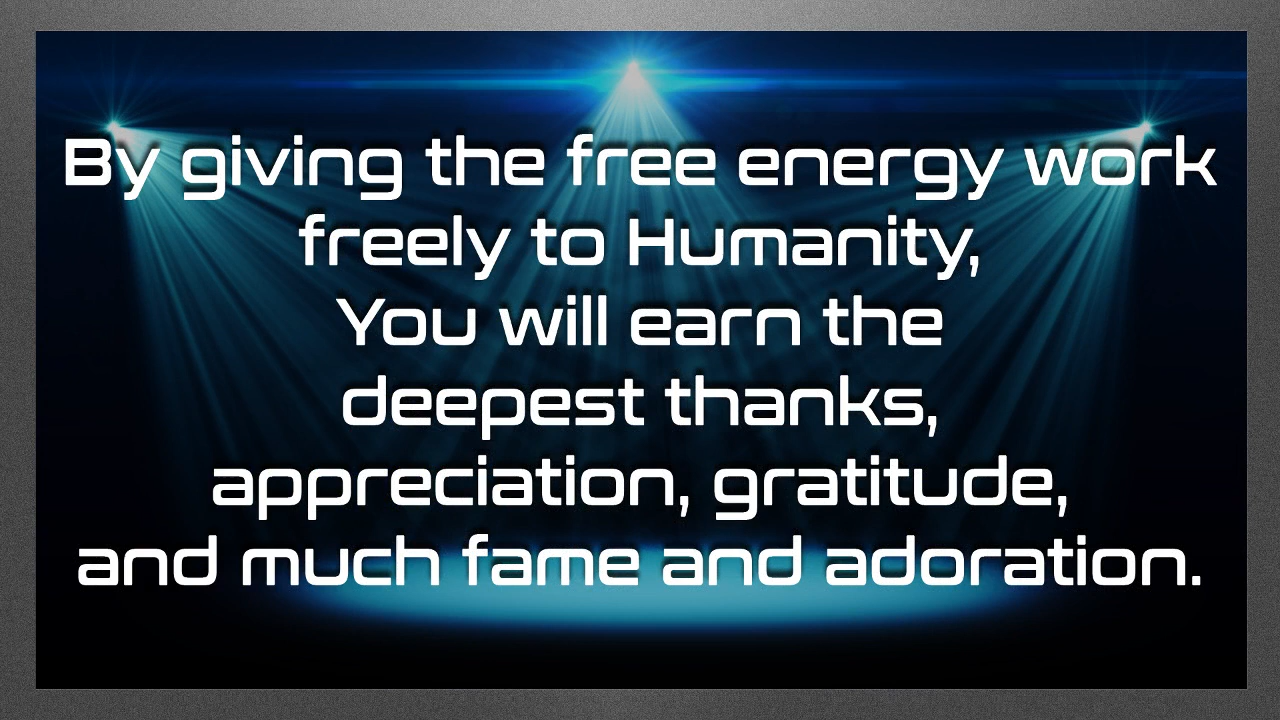 By giving the free energy work
freely to Humanity,
You will earn the
deepest thanks,
appreciation, gratitude,
and much fame and adoration.